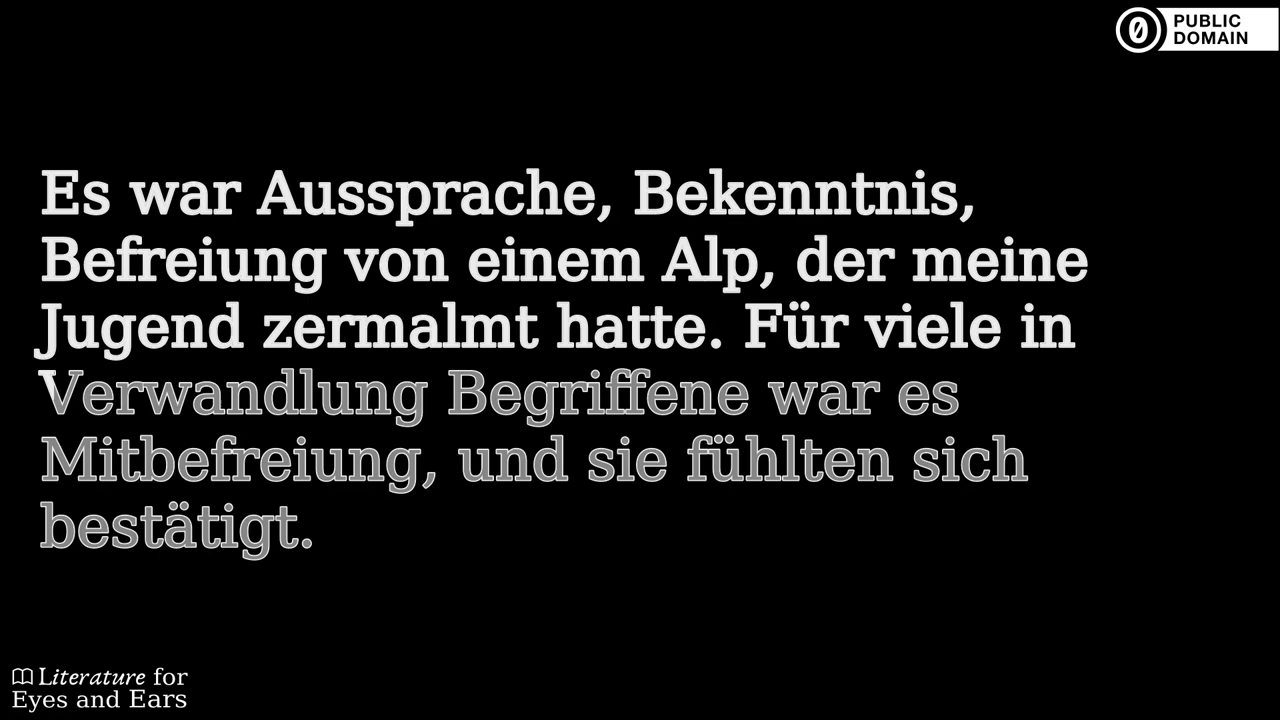 PUBLIC
DOMAIN
Es war Aussprache, Bekenntnis,
Befreiung von einem Alp, der meine
Jugend zermalmt hatte. Für viele in
Verwandlung Begriffene war es
Mitbefreiung, und sie fühlten sich
bestätigt.
Literature for
Eyes and Ears